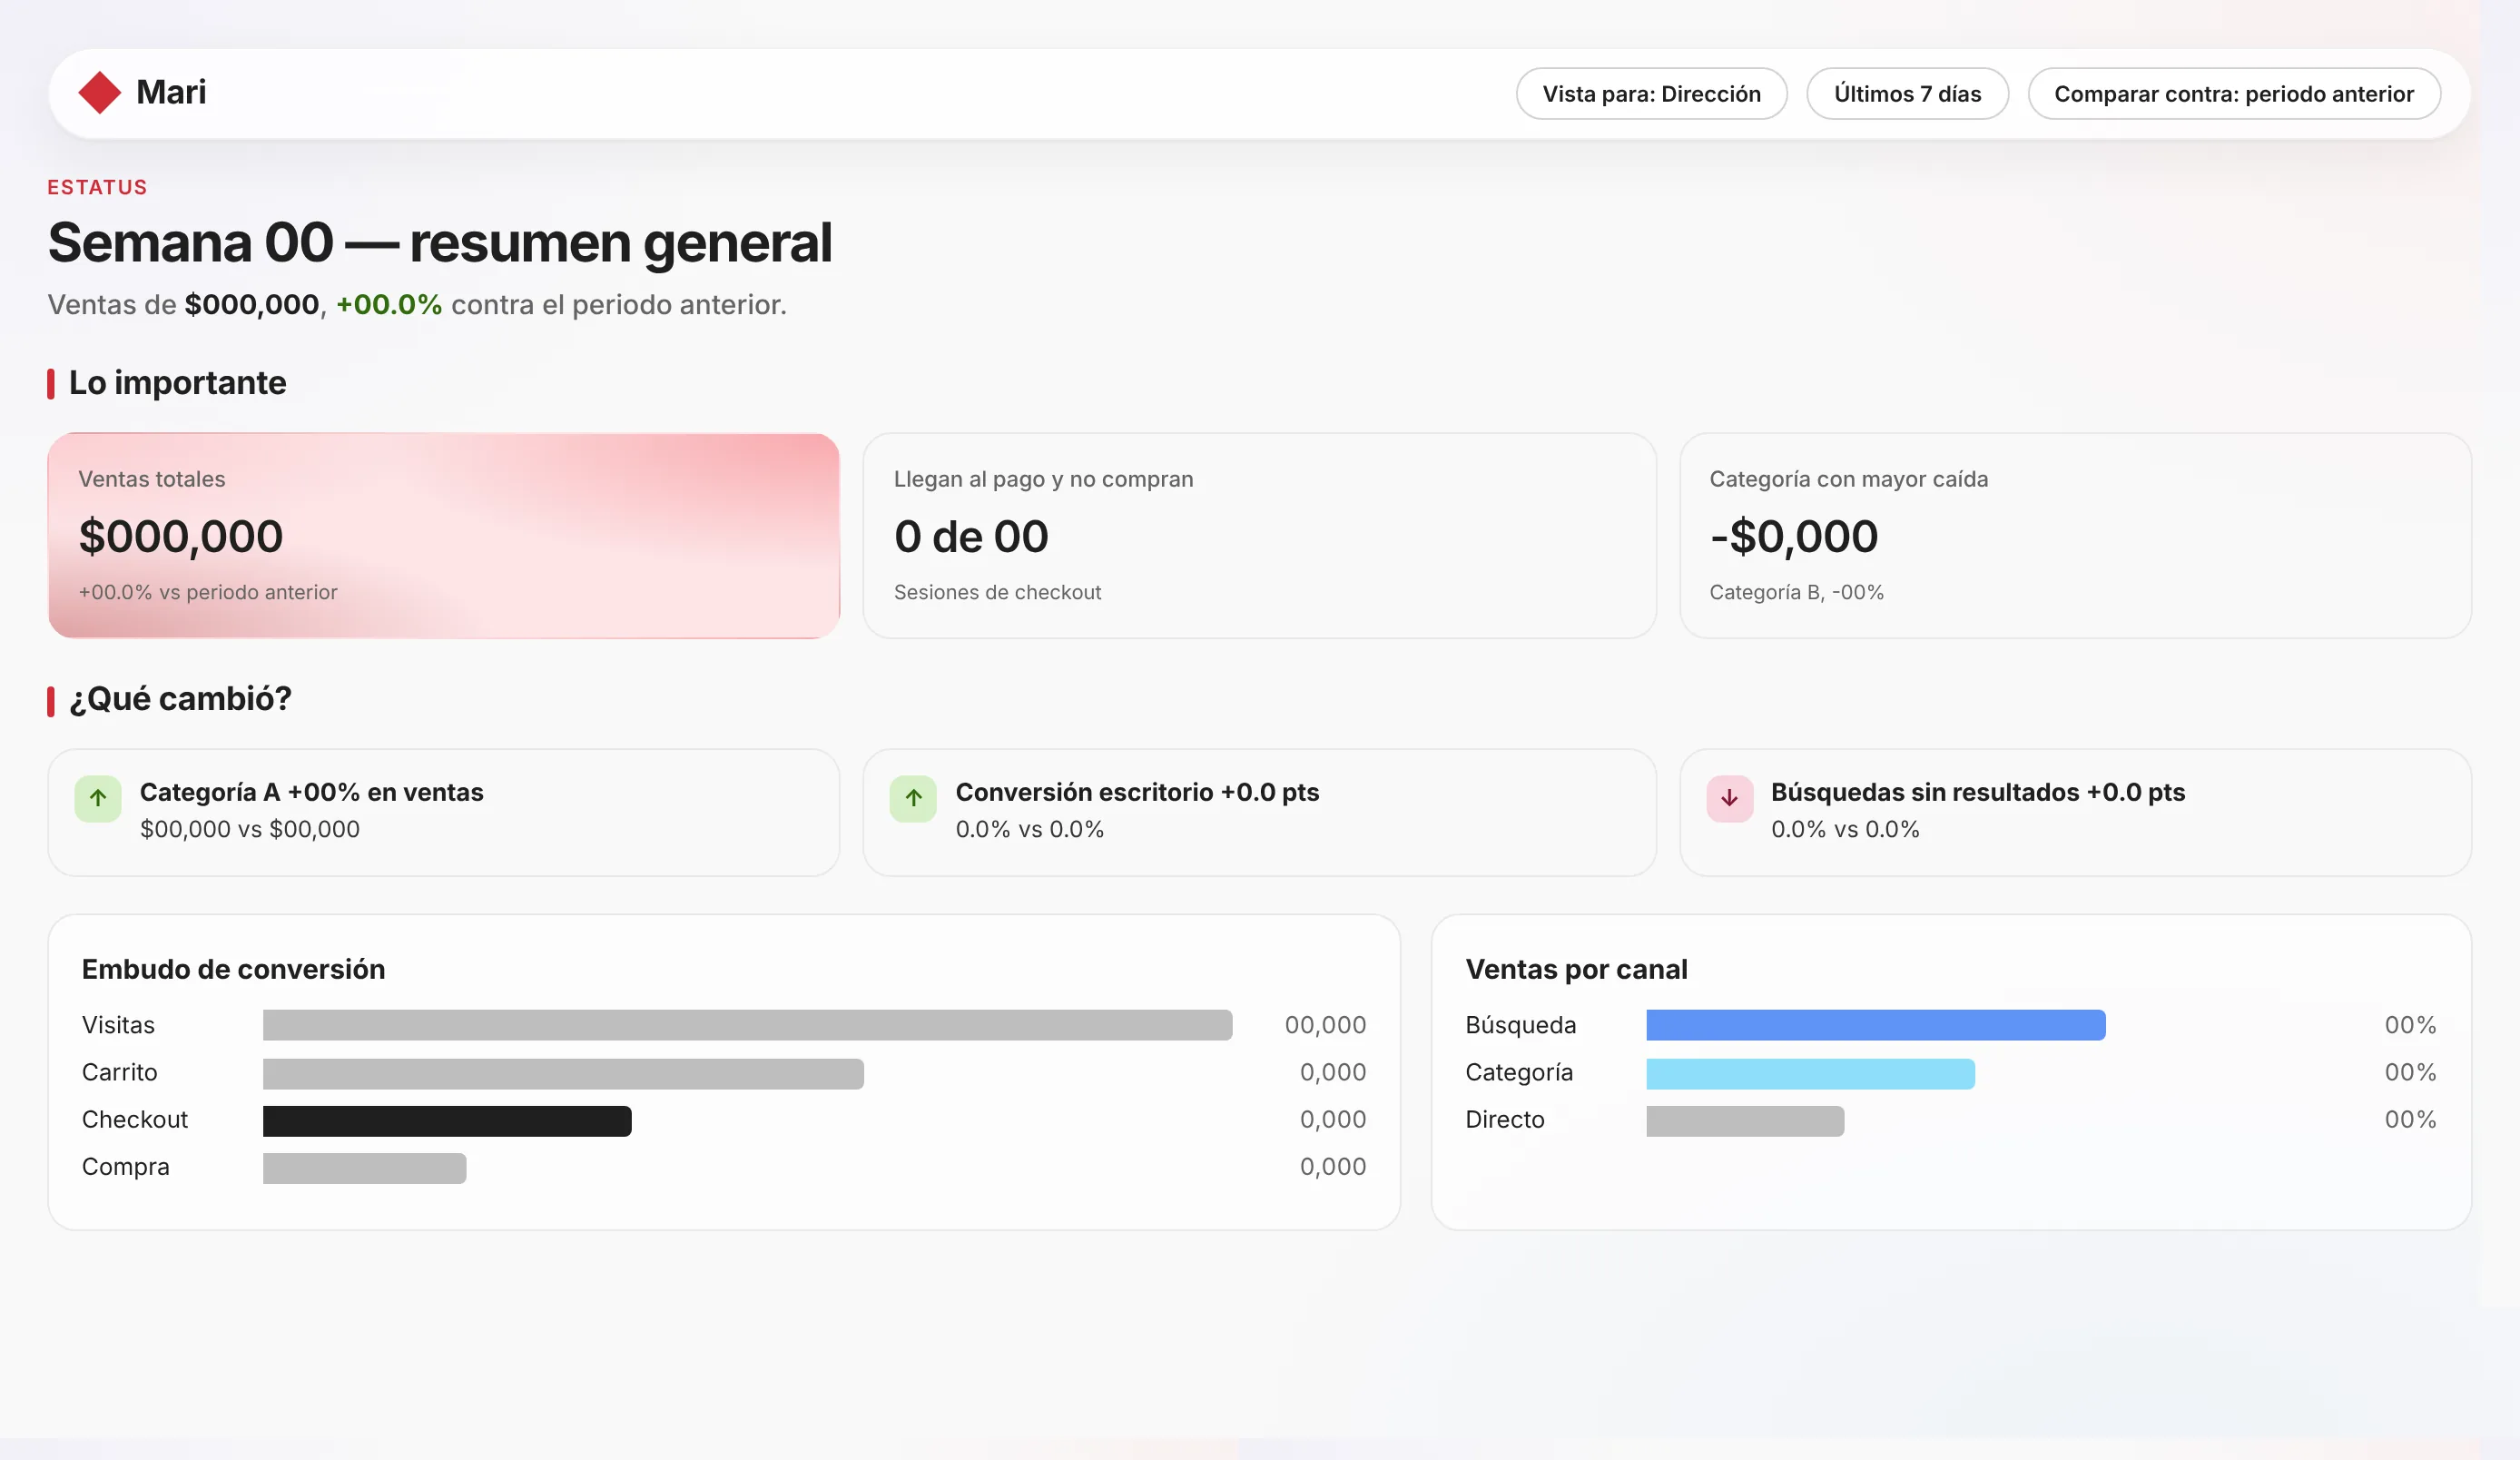 Mari
Vista para: Dirección
Últimos 7 días
Comparar contra: periodo anterior
ESTATUS
Semana 00 — resumen general
Ventas de $000,000, +00.0% contra el periodo anterior.
Lo importante
Ventas totales
$000,000
+00.0% vs periodo anterior
Llegan al pago y no compran
0 de 00
Sesiones de checkout
Categoría con mayor caída
-$0,000
Categoría B, -00%
¿Qué cambió?
Categoría A +00% en ventas
$00,000 vs $00,000
Conversión escritorio +0.0 pts
0.0% vs 0.0%
Búsquedas sin resultados +0.0 pts
0.0% vs 0.0%
Embudo de conversión
Visitas 00,000
Carrito 0,000
Checkout 0,000
Compra 0,000
Ventas por canal
Búsqueda 00%
Categoría 00%
Directo 00%